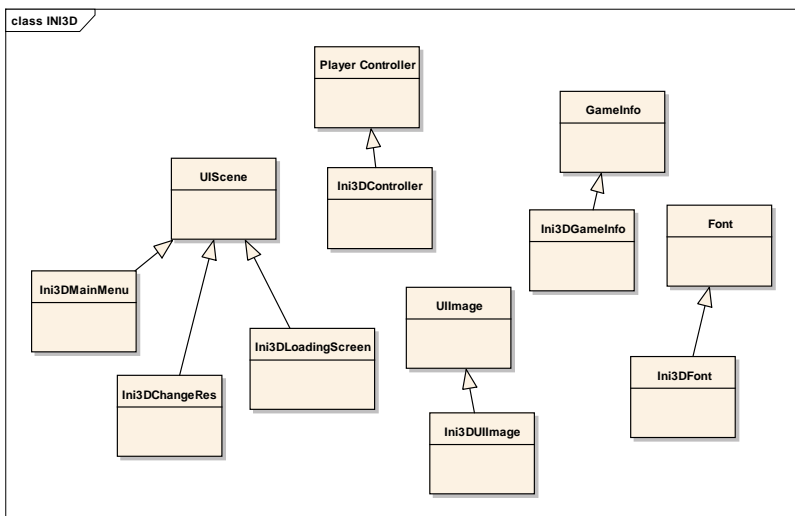 class INI3D
Player Controller
GameInfo
UIScene
Ini3DController
Ini3DGameInfo
Font
Ini3DMainMenu
UIImage
Ini3DLoadingScreen
Ini3DFont
Ini3DChangeRes
Ini3DUIImage